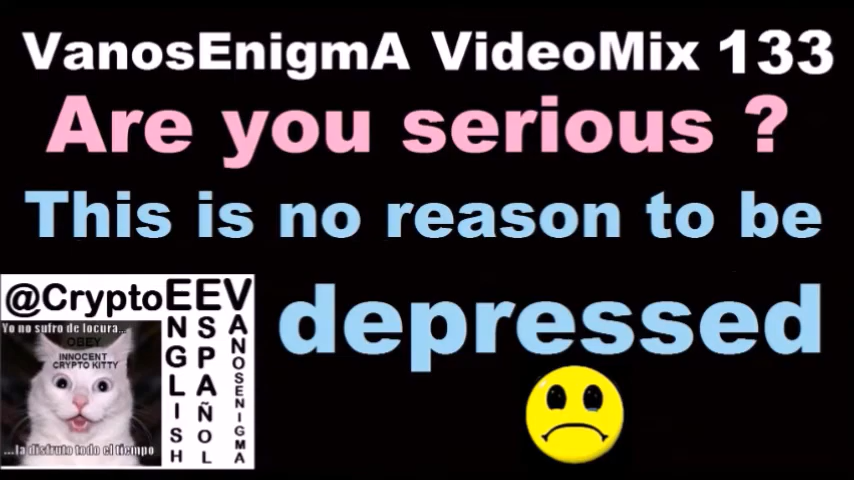 VanosEnigmA VideoMix 133
Are you serious ?
This is no reason to be
depressed
@CryptoEEV
ENGLISH
ESPAÑOL
VANOSENIGMA
Yo no sufro de locura...
OBEY
INNOCENT
CRYPTO KITTY
....la disfruto todo el tiempo